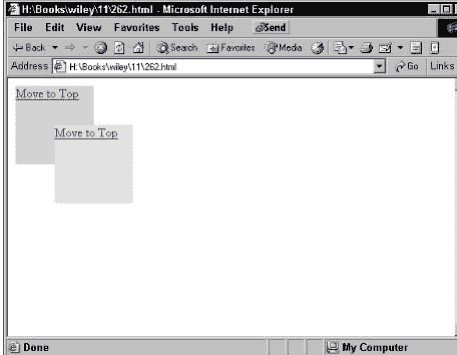 H:\Books\wiley\11\262.html - Microsoft Internet Explorer
File Edit View Favorites Tools Help Send
Back Search Favorites Media
Address H:\Books\wiley\11\262.html Go Links
Move to Top
Move to Top
Done My Computer